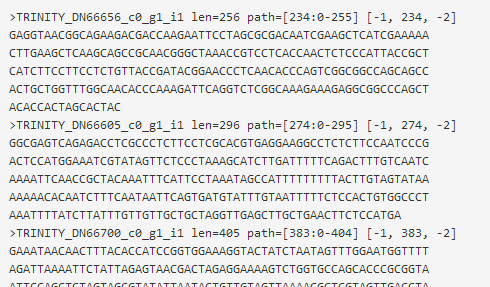 >TRINITY_DN66656_c0_g1_i1 len=256 path=[234:0-255] [-1, 234, -2]
GAGGTAACGGCAGAAGACGACCAAGAATTCCTAGCGCGACAATCGAAGCTCATCGAAAAA
CTTGAAGCTCAAGCAGCCGCAACGGGCTAAACCGTCCTCACCAACTCTCCCATTACCGCT
CATCTTCCTTCCTCTGTTACCGATACGGAACCCTCAACACCCAGTCGGCGGCCAGCAGCC
ACTGCTGGTTTGGCAACACCCAAAGATTCAGGTCTCGGCAAAGAAAGAGGCGGCCCAGCT
ACACCACTAGCACTAC
>TRINITY_DN66605_c0_g1_i1 len=296 path=[274:0-295] [-1, 274, -2]
GGCGAGTCAGAGACCTCGCCCTCTTCCTCGCACGTGAGGAAGGCCTCTCTTCCAATCCCG
ACTCCATGGAAATCGTATAGTTCTCCCTAAAGCATCTTGATTTTTCAGACTTTGTCAATC
AAAATTCAACCGCTACAAATTTCATTCCTAAATAGCCATTTTTTTTTACTTGTAGTATAA
AAAAACACAATCTTTCAATAATTCAGTGATGTATTTGTAATTTTTCTCCACTGTGGCCCT
AAATTTTATCTTATTTGTTGTTGCTGCTAGGTTGAGCTTGCTGAACTTCTCCATGA
>TRINITY_DN66700_c0_g1_i1 len=405 path=[383:0-404] [-1, 383, -2]
GAAATAACAACTTTACACCATCCGGTGGAAAGGTACTATCTAATAGTTTGGAATGGTTTT
AGATTAAAATTCTATTAGAGTAACGACTAGAGGAAAAGTCTGGTGCCAGCACCCGCGGTA